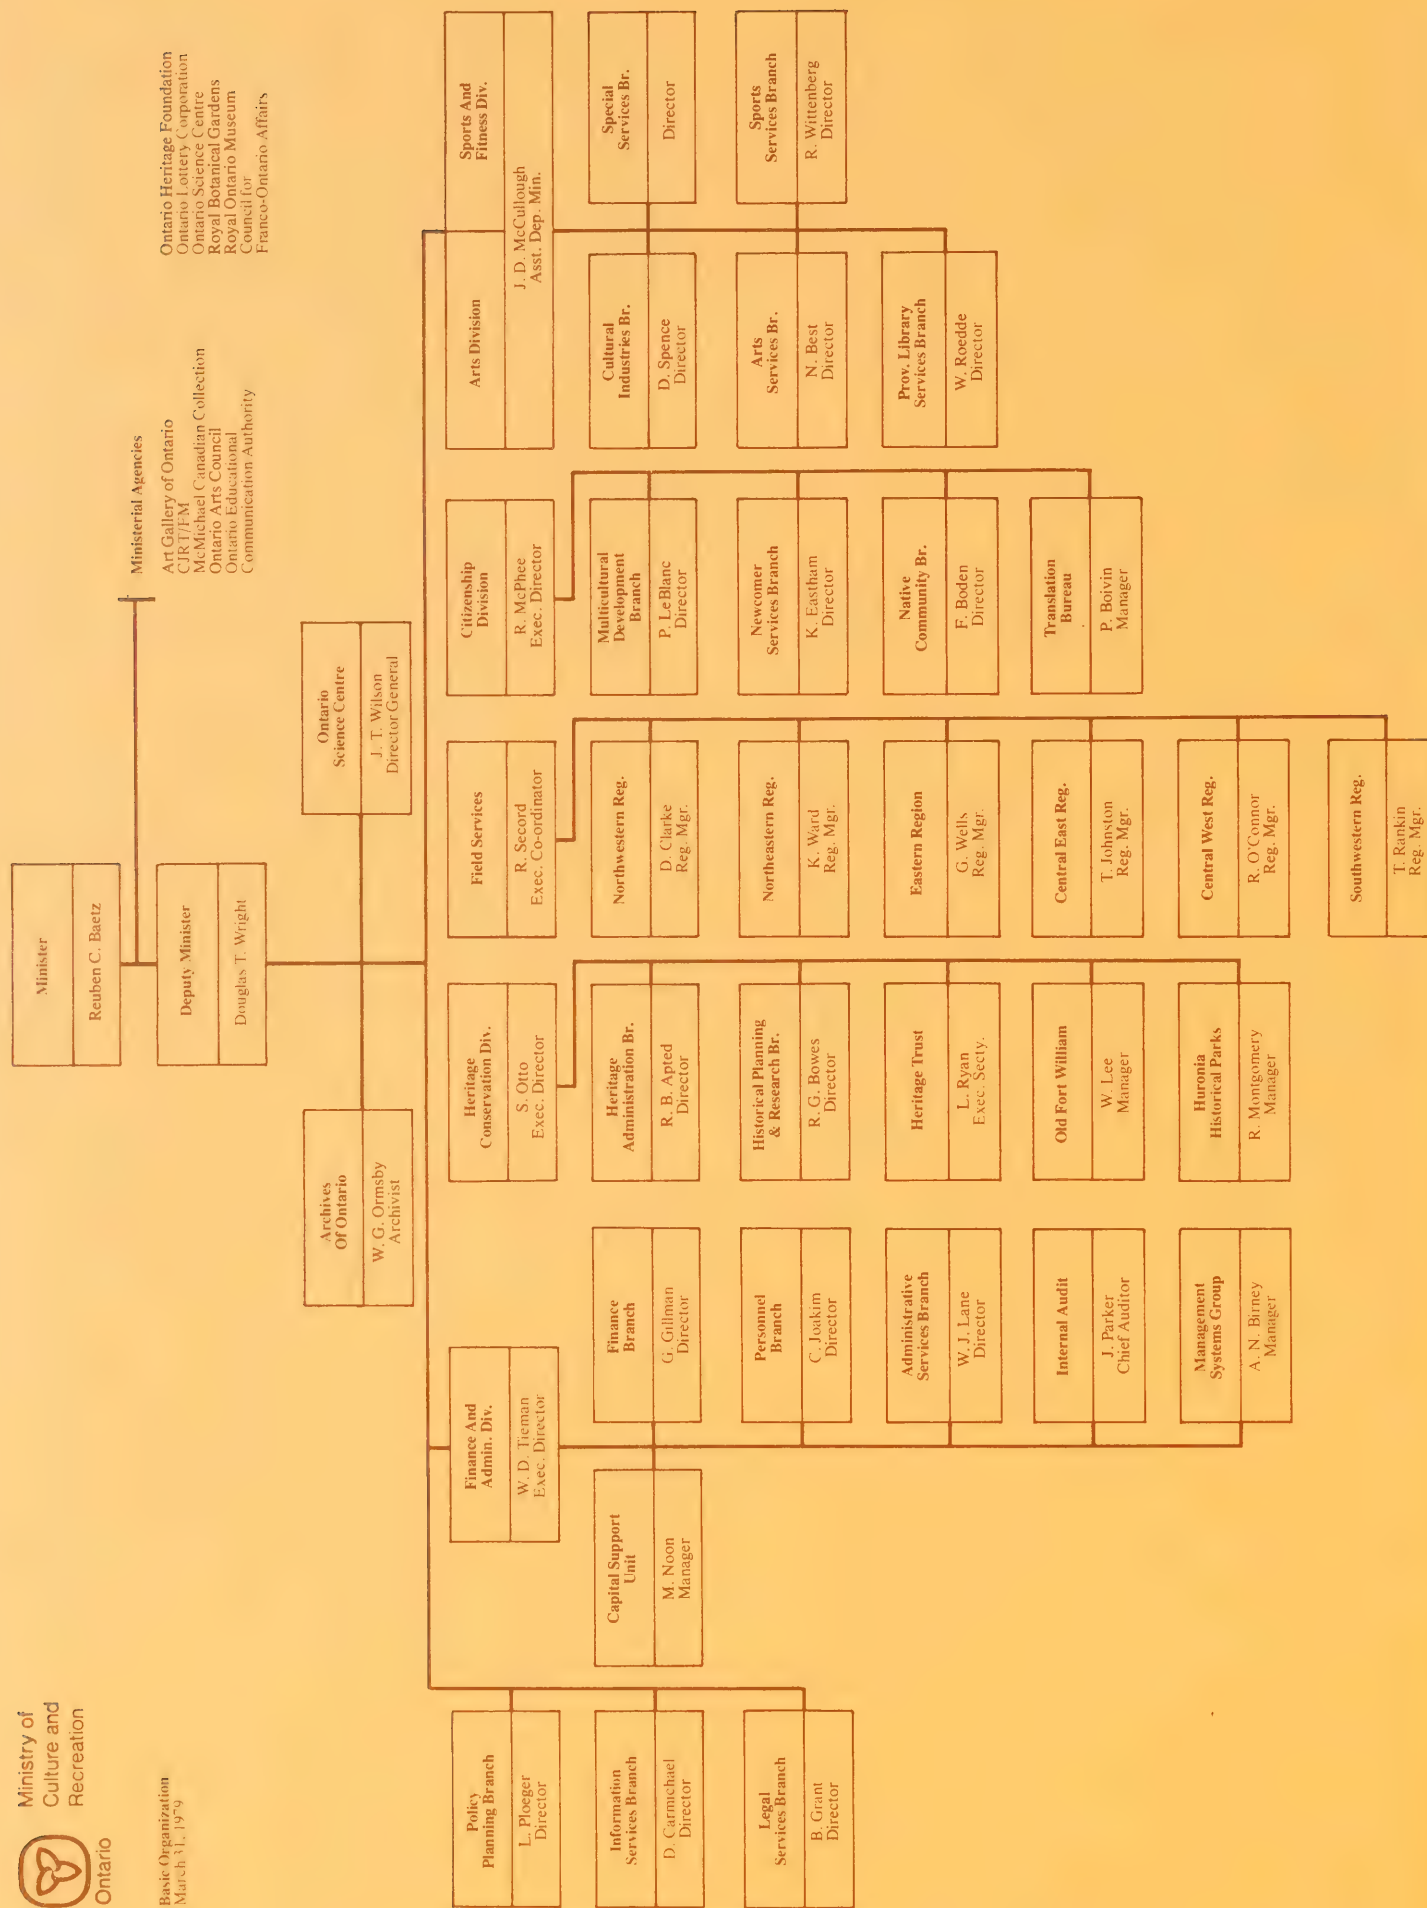 Ontario
Ministry of
Culture and
Recreation
Basic Organization
March 31, 1979
Minister
Reuben C. Baetz
Deputy Minister
Douglas T. Wright
Ministerial Agencies
Art Gallery of Ontario
CJRT/FM
McMichael Canadian Collection
Ontario Arts Council
Ontario Educational
Communication Authority
Ontario Heritage Foundation
Ontario Lottery Corporation
Ontario Science Centre
Royal Botanical Gardens
Royal Ontario Museum
Council for
Franco-Ontario Affairs
Archives
Of Ontario
W. G. Ormsby
Archivist
Ontario
Science Centre
J. T. Wilson
Director General
Policy
Planning Branch
L. Ploeger
Director
Information
Services Branch
D. Carmichael
Director
Legal
Services Branch
B. Grant
Director
Finance And
Admin. Div.
W. D. Tieman
Exec. Director
Capital Support
Unit
M. Noon
Manager
Finance
Branch
G. Gillman
Director
Personnel
Branch
C. Joakim
Director
Administrative
Services Branch
W. J. Lane
Director
Internal Audit
J. Parker
Chief Auditor
Management
Systems Group
A. N. Birney
Manager
Heritage
Conservation Div.
S. Otto
Exec. Director
Heritage
Administration Br.
R. B. Apted
Director
Historical Planning
& Research Br.
R. G. Bowes
Director
Heritage Trust
L. Ryan
Exec. Secty.
Old Fort William
W. Lee
Manager
Huronia
Historical Parks
R. Montgomery
Manager
Field Services
R. Secord
Exec. Co-ordinator
Northwestern Reg.
D. Clarke
Reg. Mgr.
Northeastern Reg.
K. Ward
Reg. Mgr.
Eastern Region
G. Wells
Reg. Mgr.
Central East Reg.
T. Johnston
Reg. Mgr.
Central West Reg.
R. O'Connor
Reg. Mgr.
Southwestern Reg.
T. Rankin
Reg. Mgr.
Citizenship
Division
R. McPhee
Exec. Director
Multicultural
Development
Branch
P. LeBlanc
Director
Newcomer
Services Branch
K. Eastham
Director
Native
Community Br.
F. Boden
Director
Translation
Bureau
P. Boivin
Manager
Arts Division
Sports And
Fitness Div.
J. D. McCullough
Asst. Dep. Min.
Cultural
Industries Br.
D. Spence
Director
Special
Services Br.
Director
Arts
Services Br.
N. Best
Director
Sports
Services Branch
R. Wittenberg
Director
Prov. Library
Services Branch
W. Roedde
Director